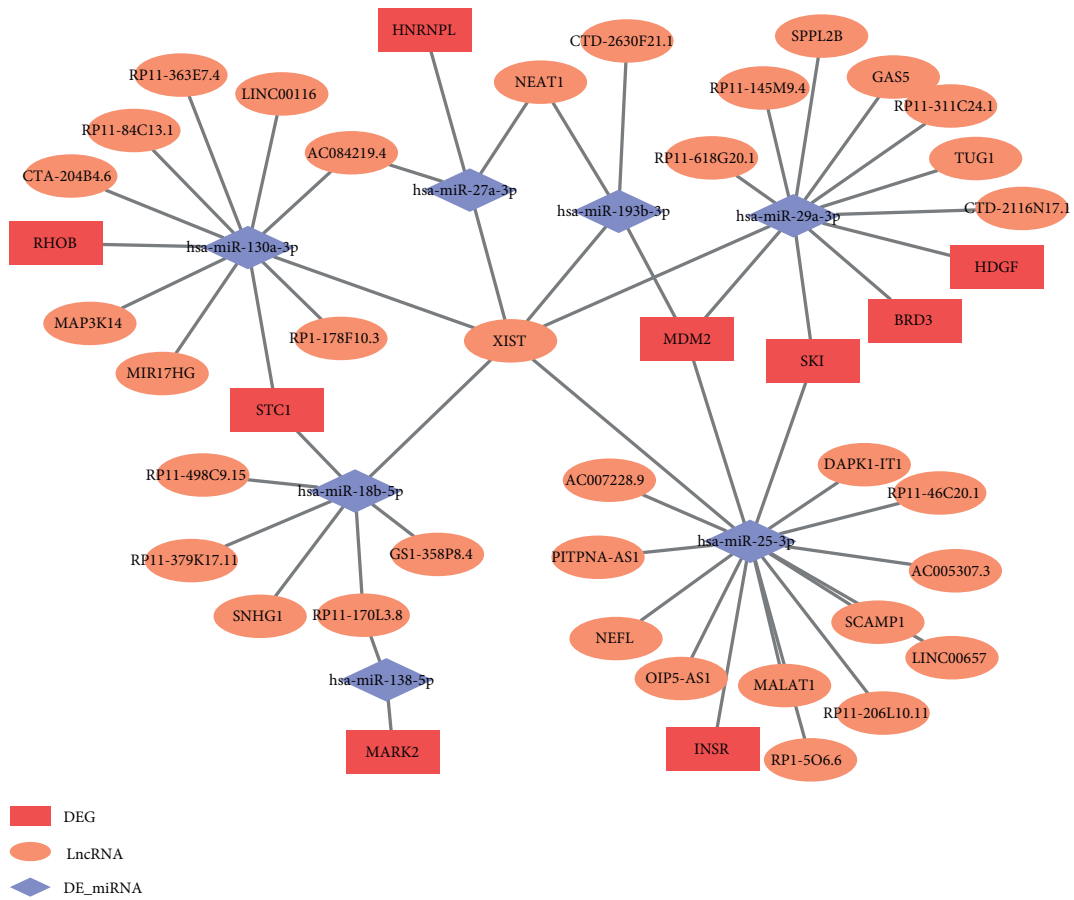 HNRNPL
CTD-2630F21.1
SPPL2B
RP11-363E7.4
LINC00116
NEAT1
RP11-145M9.4
GAS5
RP11-311C24.1
RP11-84C13.1
AC084219.4
RP11-618G20.1
TUG1
CTA-204B4.6
hsa-miR-27a-3p
hsa-miR-193b-3p
hsa-miR-29a-3p
CTD-2116N17.1
RHOB
hsa-miR-130a-3p
HDGF
MAP3K14
RP1-178F10.3
XIST
MDM2
BRD3
MIR17HG
SKI
STC1
RP11-498C9.15
hsa-miR-18b-5p
AC007228.9
DAPK1-IT1
RP11-46C20.1
RP11-379K17.11
GS1-358P8.4
PITPNA-AS1
hsa-miR-25-3p
AC005307.3
SNHG1
RP11-170L3.8
NEFL
SCAMP1
LINC00657
hsa-miR-138-5p
OIP5-AS1
MALAT1
RP11-206L10.11
MARK2
INSR
RP1-5O6.6
DEG
LncRNA
DE_miRNA